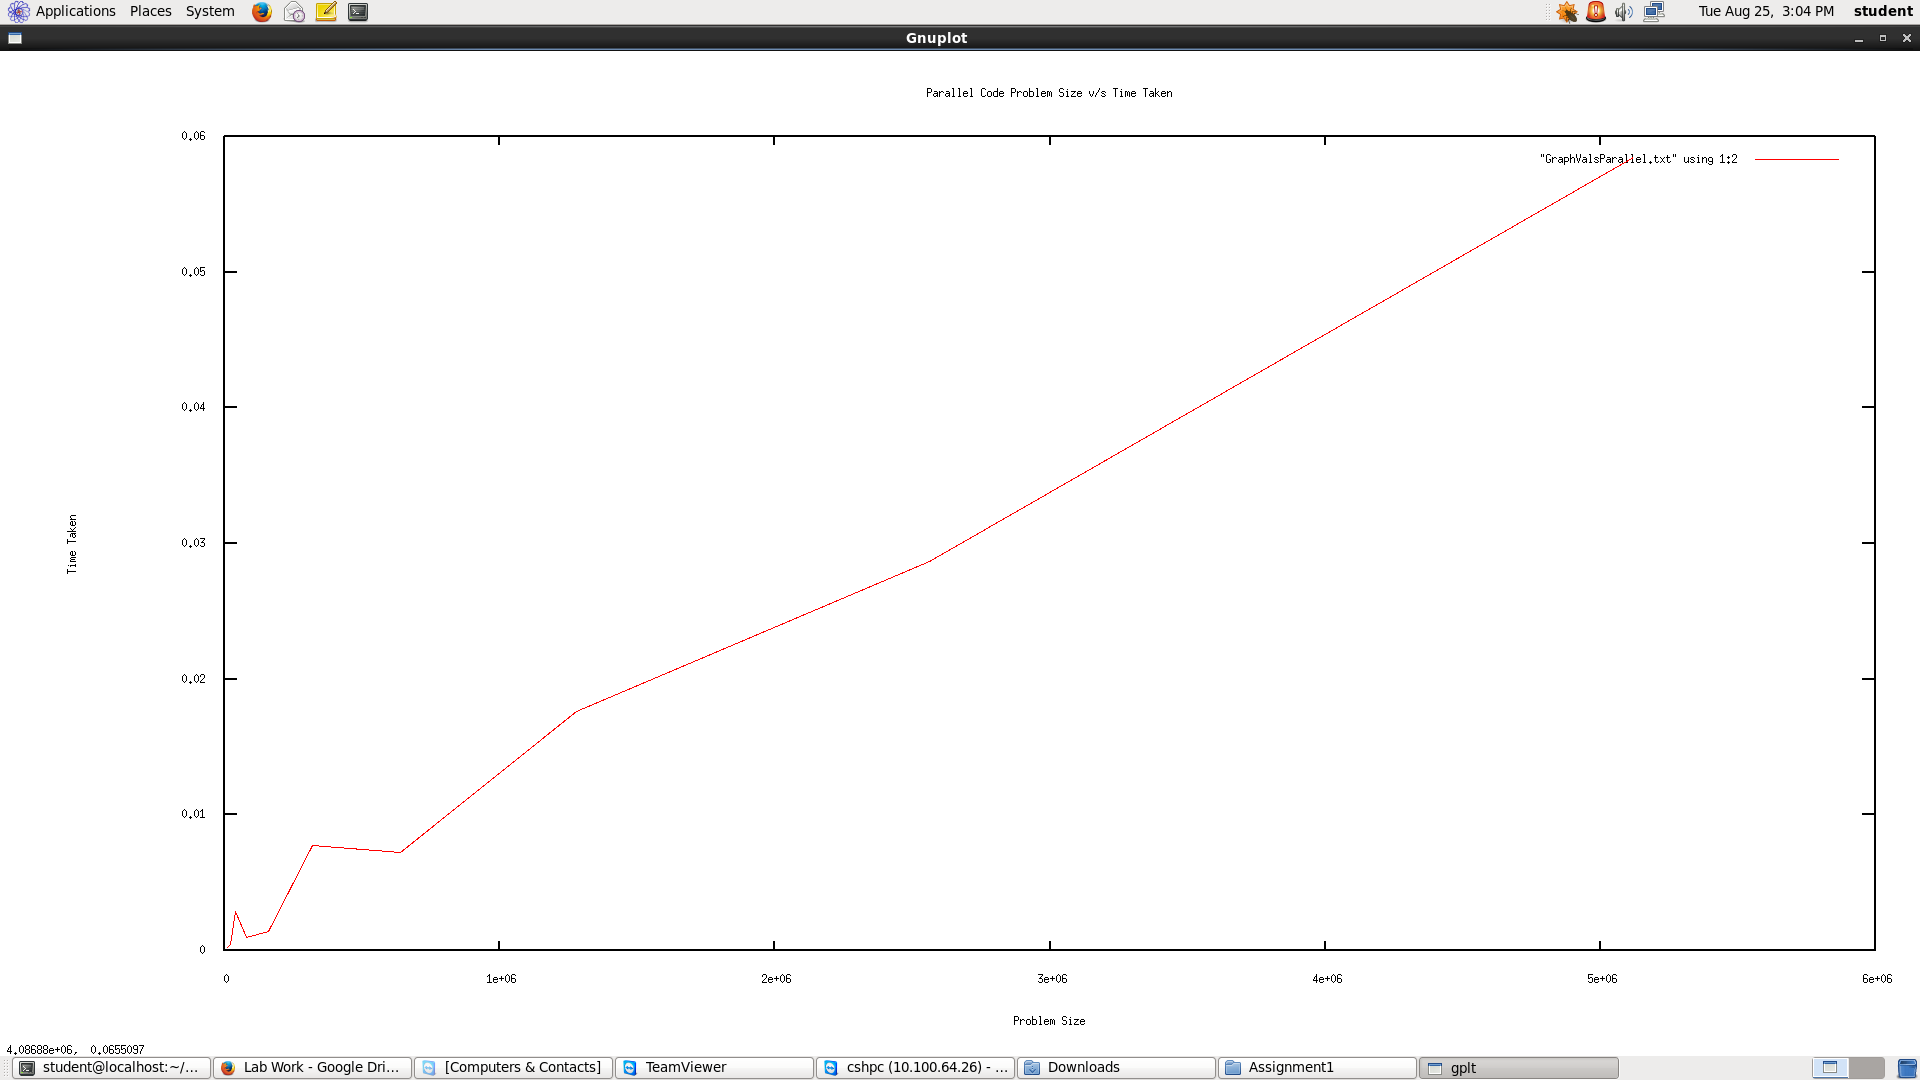 Applications Places System
Tue Aug 25, 3:04 PM student
Gnuplot
Parallel Code Problem Size v/s Time Taken
"GraphValsParallel.txt" using 1:2
0.06
0.05
0.04
0.03
0.02
0.01
0
Time Taken
0 1e+06 2e+06 3e+06 4e+06 5e+06 6e+06
Problem Size
4.08688e+06, 0.0655097
student@localhost:~/... Lab Work - Google Dri... [Computers & Contacts] TeamViewer cshpc (10.100.64.26) - ... Downloads Assignment1 gplt